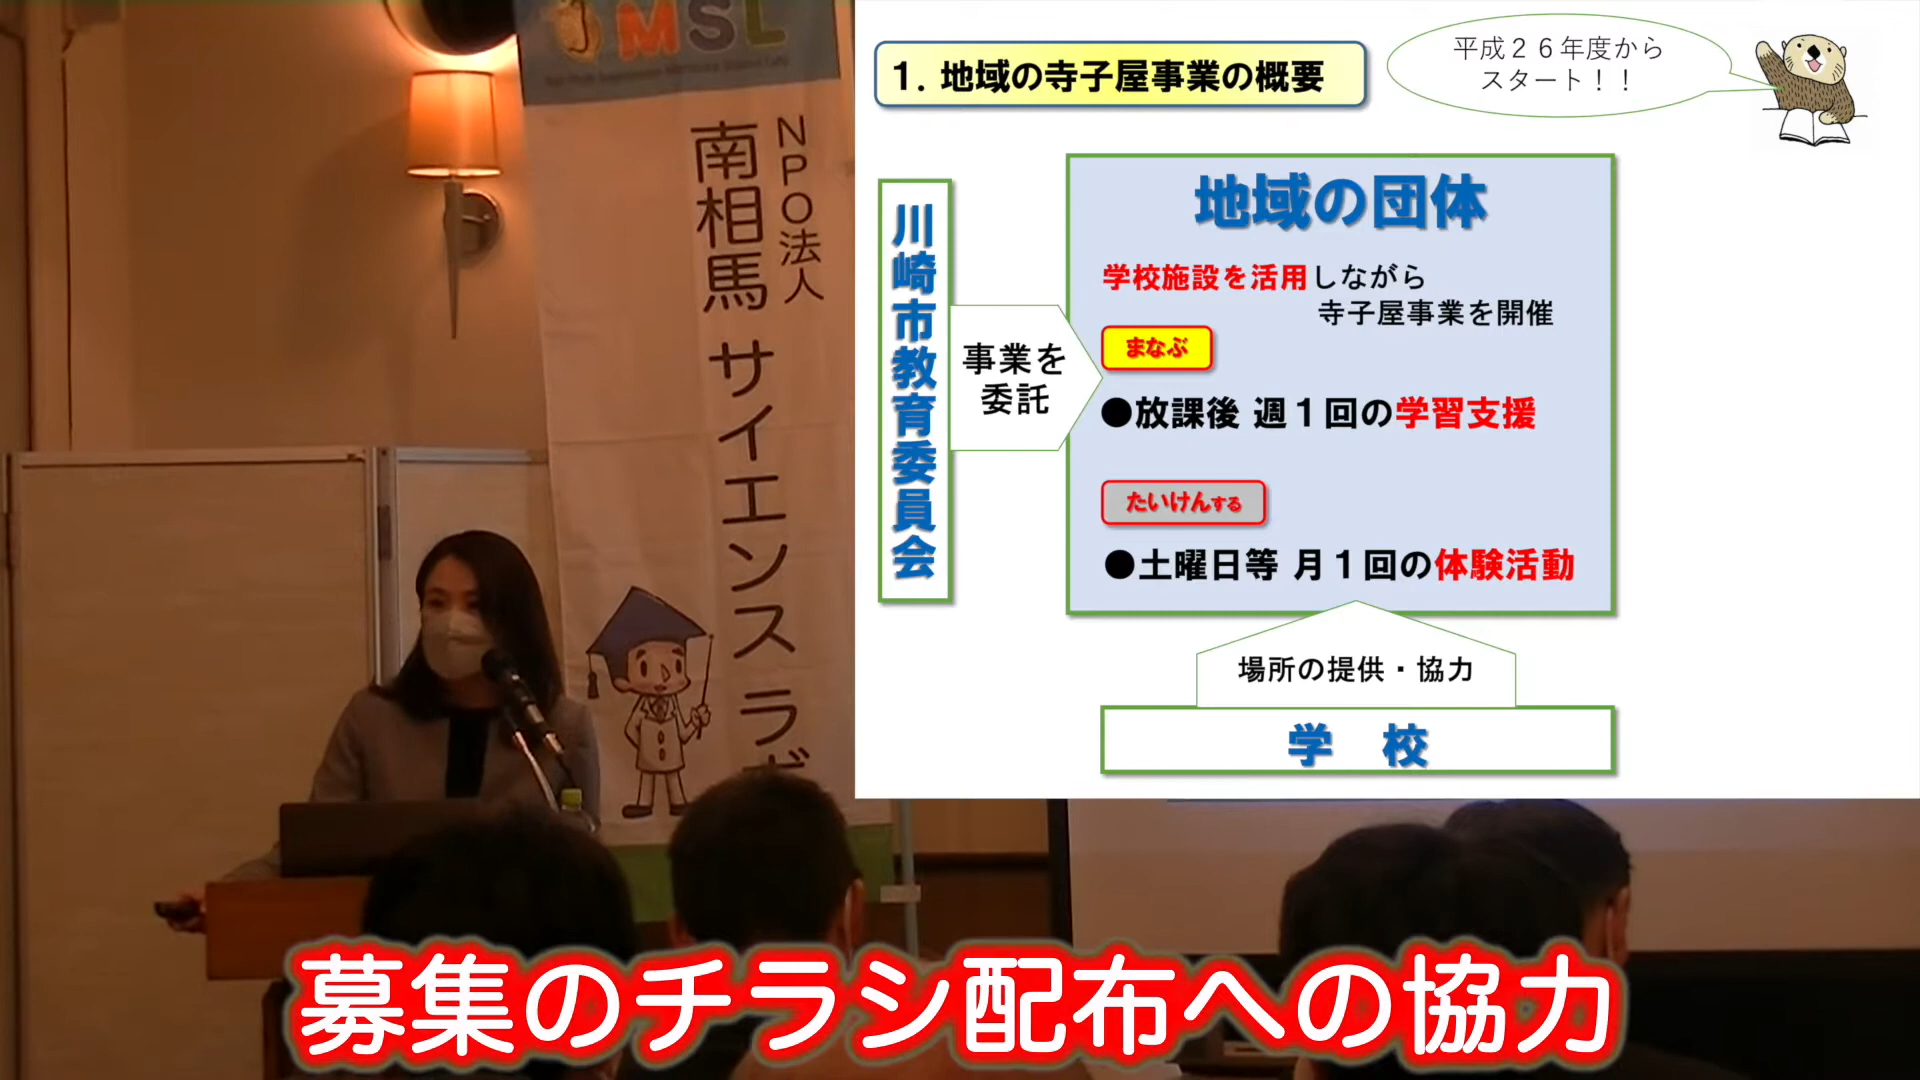 MSL
NPO法人
南相馬 サイエンス ラボ
1. 地域の寺子屋事業の概要
平成２６年度から
スタート！！
川崎市教育委員会
事業を
委託
地域の団体
学校施設を活用しながら
寺子屋事業を開催
まなぶ
●放課後 週１回の学習支援
たいけんする
●土曜日等 月１回の体験活動
場所の提供・協力
学　校
募集のチラシ配布への協力